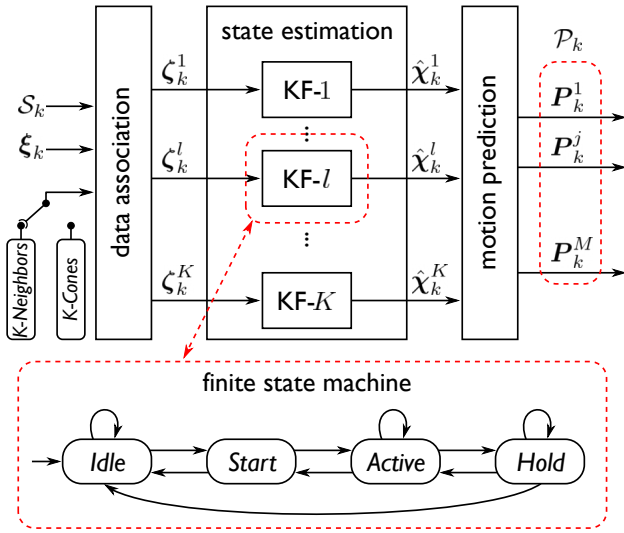 state estimation
𝒫_k
𝒮_k
ξ_k
K-Neighbors
K-Cones
data association
ζ_k^1
KF-1
χ̂_k^1
P_k^1
ζ_k^l
KF-l
χ̂_k^l
P_k^j
ζ_k^K
KF-K
χ̂_k^K
P_k^M
motion prediction
finite state machine
Idle
Start
Active
Hold